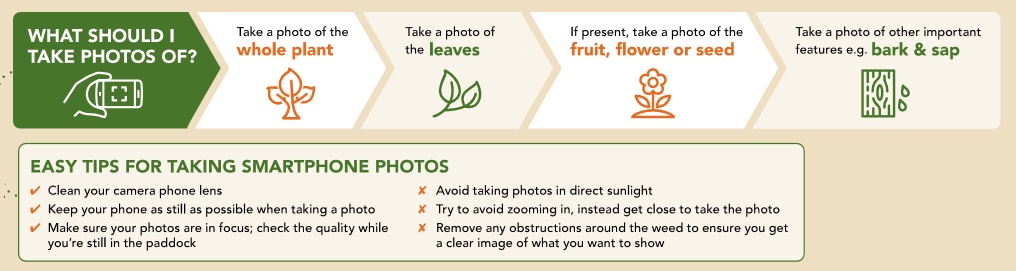 WHAT SHOULD I
TAKE PHOTOS OF?
Take a photo of the
whole plant
Take a photo of
the leaves
If present, take a photo of the
fruit, flower or seed
Take a photo of other important
features e.g. bark & sap
EASY TIPS FOR TAKING SMARTPHONE PHOTOS
✔ Clean your camera phone lens
✔ Keep your phone as still as possible when taking a photo
✔ Make sure your photos are in focus; check the quality while
you’re still in the paddock
✘ Avoid taking photos in direct sunlight
✘ Try to avoid zooming in, instead get close to take the photo
✘ Remove any obstructions around the weed to ensure you get
a clear image of what you want to show